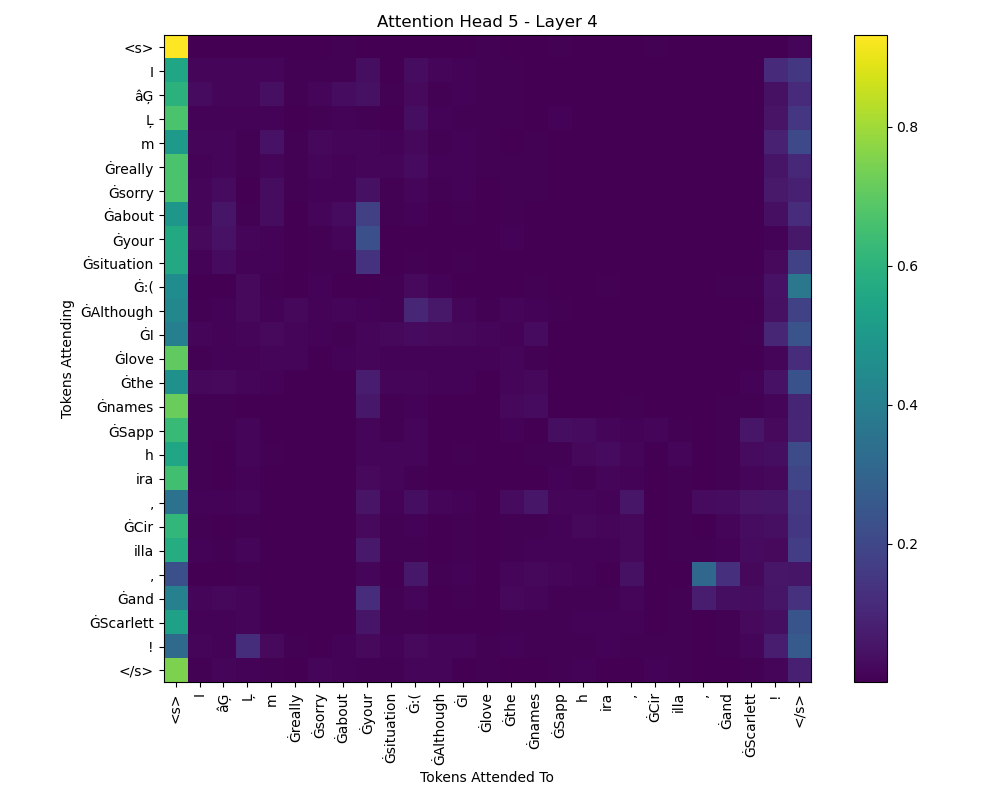 Attention Head 5 - Layer 4
Tokens Attending
<s>
I
âĢ
Ļ
m
Ġreally
Ġsorry
Ġabout
Ġyour
Ġsituation
Ġ:(
ĠAlthough
ĠI
Ġlove
Ġthe
Ġnames
ĠSapp
h
ira
,
ĠCir
illa
,
Ġand
ĠScarlett
!
</s>
<s>
I
âĢ
Ļ
m
Ġreally
Ġsorry
Ġabout
Ġyour
Ġsituation
Ġ:(
ĠAlthough
ĠI
Ġlove
Ġthe
Ġnames
ĠSapp
h
ira
,
ĠCir
illa
,
Ġand
ĠScarlett
!
</s>
Tokens Attended To
0.8
0.6
0.4
0.2